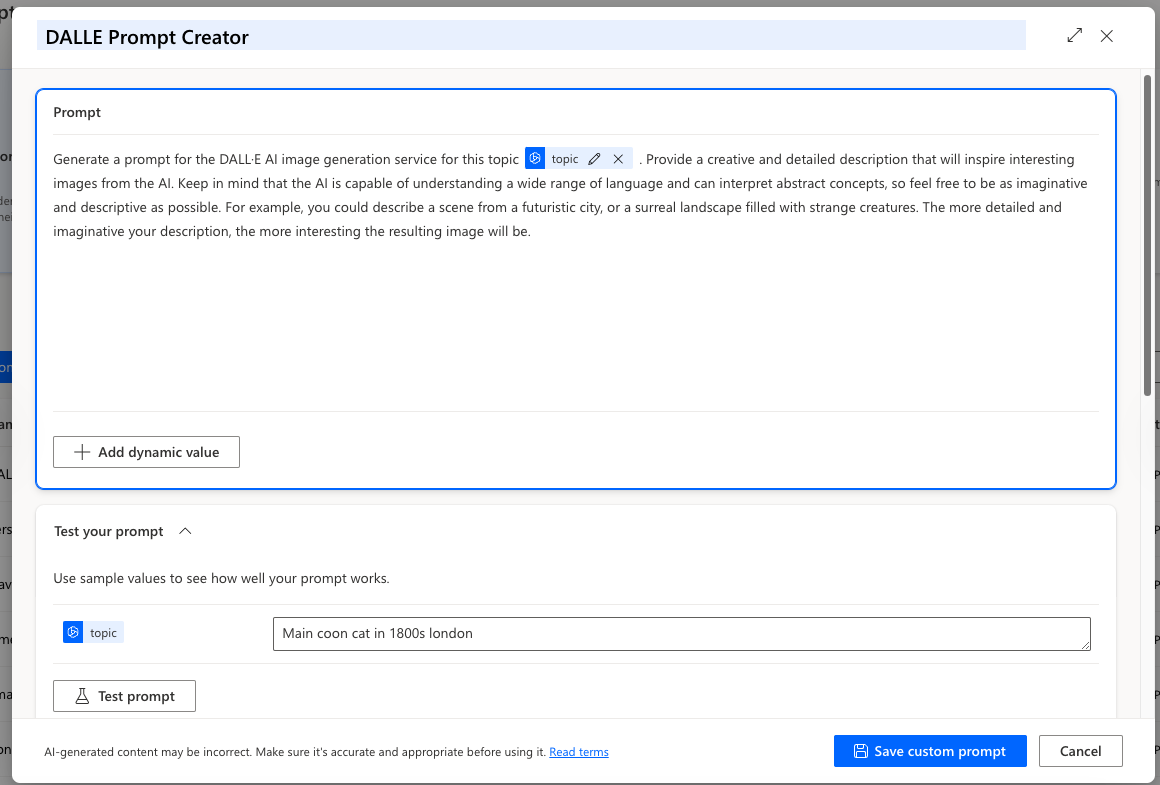 DALLE Prompt Creator
Prompt
Generate a prompt for the DALL·E AI image generation service for this topic topic . Provide a creative and detailed description that will inspire interesting
images from the AI. Keep in mind that the AI is capable of understanding a wide range of language and can interpret abstract concepts, so feel free to be as imaginative
and descriptive as possible. For example, you could describe a scene from a futuristic city, or a surreal landscape filled with strange creatures. The more detailed and
imaginative your description, the more interesting the resulting image will be.
Add dynamic value
Test your prompt
Use sample values to see how well your prompt works.
topic
Main coon cat in 1800s london
Test prompt
AI-generated content may be incorrect. Make sure it's accurate and appropriate before using it. Read terms
Save custom prompt
Cancel